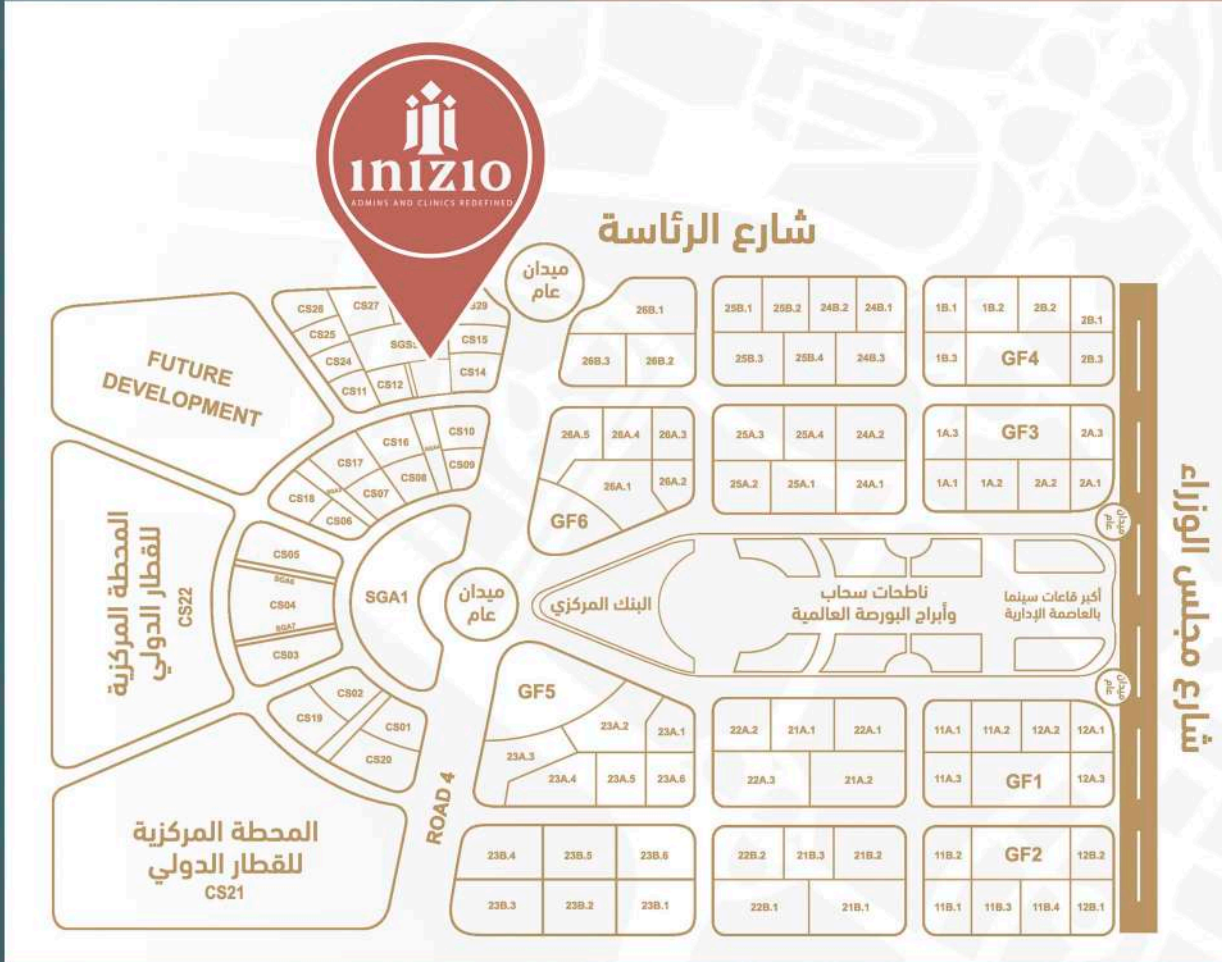 INIZIO
ADMINS AND CLINICS REDEFINED
شارع الرئاسة
ميدان
عام
CS26
CS27
CS25
CS24
CS11
CS12
CS15
CS14
26B.1
26B.3
26B.2
25B.1
25B.2
24B.2
24B.1
25B.3
25B.4
24B.3
1B.1
1B.2
2B.2
2B.1
1B.3
GF4
2B.3
FUTURE
DEVELOPMENT
CS16
CS10
CS17
CS08
CS09
CS18
CS07
CS06
26A.5
26A.4
26A.3
26A.1
26A.2
GF6
25A.3
25A.4
24A.2
25A.2
25A.1
24A.1
1A.3
GF3
2A.3
1A.1
1A.2
2A.2
2A.1
ميدان
عام
شارع مجلس الوزراء
المحطة المركزية
للقطار الدولي
CS22
CS05
SGA6
CS04
SGA7
CS03
SGA1
ميدان
عام
البنك المركزي
ناطحات سحاب
وأبراج البورصة العالمية
أكبر قاعات سينما
بالعاصمة الإدارية
ميدان
عام
CS02
CS19
CS01
CS20
GF5
23A.2
23A.1
23A.3
23A.4
23A.5
23A.6
22A.2
21A.1
22A.1
22A.3
21A.2
11A.1
11A.2
12A.2
12A.1
11A.3
GF1
12A.3
ROAD 4
المحطة المركزية
للقطار الدولي
CS21
23B.4
23B.5
23B.6
23B.3
23B.2
23B.1
22B.2
21B.3
21B.2
22B.1
21B.1
11B.2
GF2
12B.2
11B.1
11B.3
11B.4
12B.1